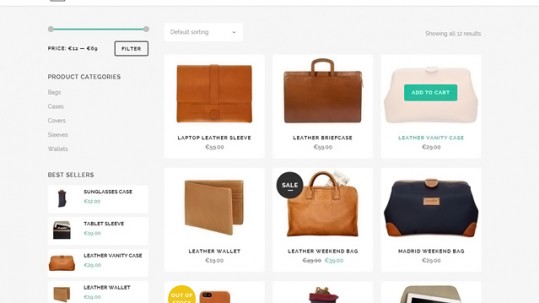 Default sorting
Showing all 12 results
PRICE: €12 — €69
FILTER
PRODUCT CATEGORIES
Bags
Cases
Covers
Sleeves
Wallets
BEST SELLERS
SUNGLASSES CASE
€12.00
TABLET SLEEVE
€19.00
LEATHER VANITY CASE
€29.00
LEATHER WALLET
€19.00
LAPTOP LEATHER SLEEVE
€59.00
LEATHER BRIEFCASE
€59.00
ADD TO CART
LEATHER VANITY CASE
€29.00
LEATHER WALLET
€19.00
SALE
LEATHER WEEKEND BAG
€29.00 €39.00
MADRID WEEKEND BAG
€29.00
OUT OF
STOCK